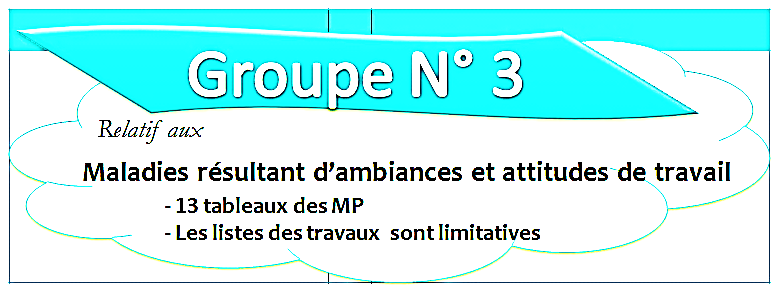 Groupe N° 3
Relatif aux
Maladies résultant d’ambiances et attitudes de travail
- 13 tableaux des MP
- Les listes des travaux sont limitatives